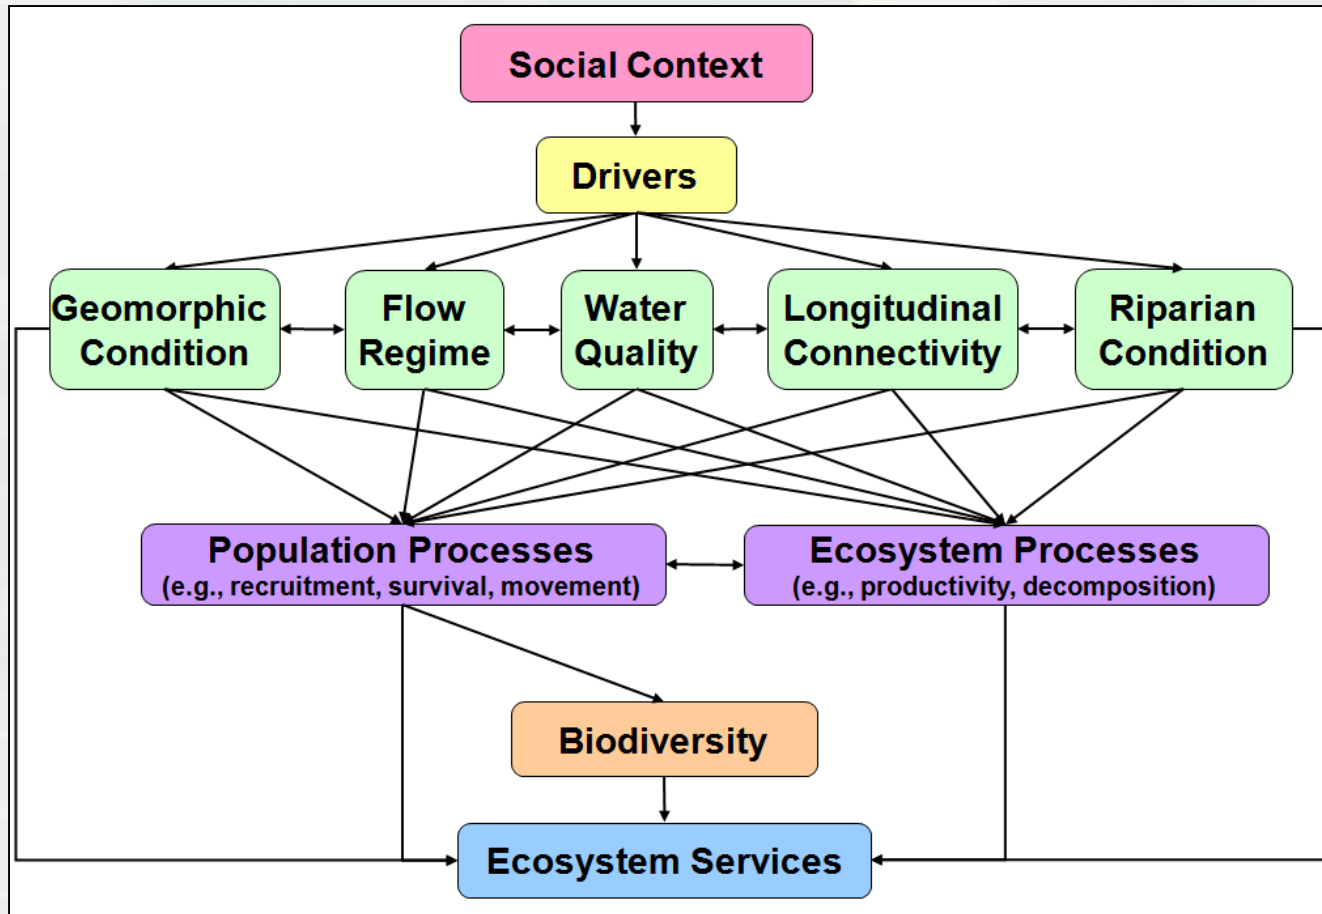 Social Context
Drivers
Geomorphic
Condition
Flow
Regime
Water
Quality
Longitudinal
Connectivity
Riparian
Condition
Population Processes
(e.g., recruitment, survival, movement)
Ecosystem Processes
(e.g., productivity, decomposition)
Biodiversity
Ecosystem Services